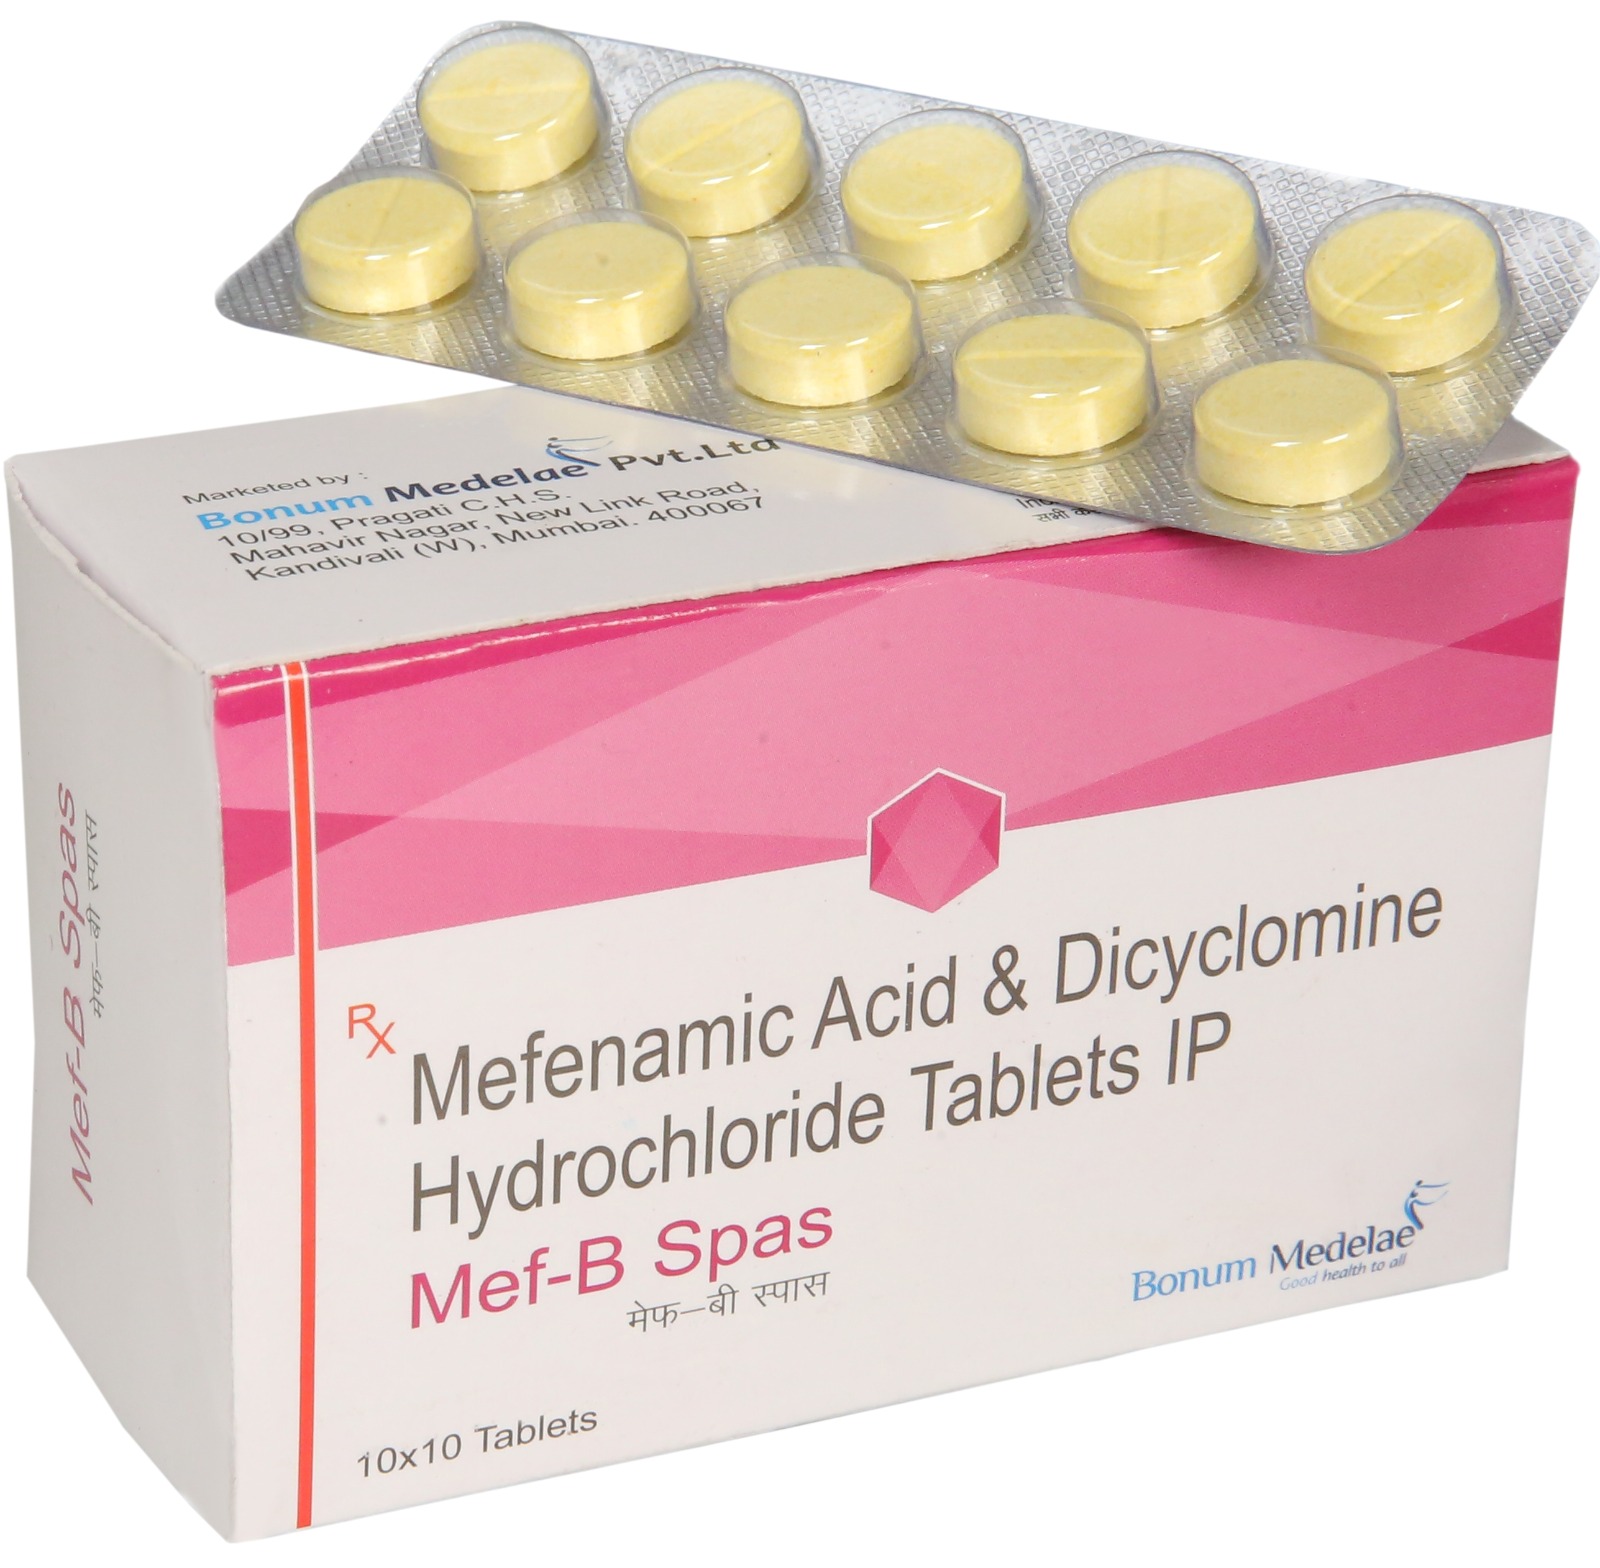 Marketed by :
Bonum Medelae Pvt.Ltd
10/99, Pragati C.H.S.
Mahavir Nagar, New Link Road,
Kandivali (W), Mumbai. 400067
सभी
Mef-B Spas
मेफ-बी स्पास
Rx
Mefenamic Acid & Dicyclomine
Hydrochloride Tablets IP
Mef-B Spas
मेफ-बी स्पास
Bonum Medelae
Good health to all
10x10 Tablets